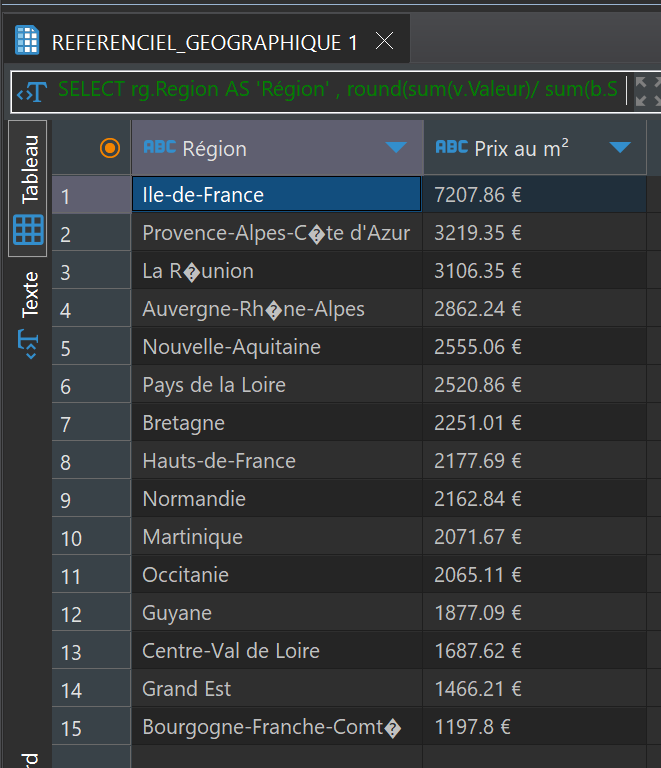 REFERENCIEL_GEOGRAPHIQUE 1
SELECT rg.Region AS 'Région' , round(sum(v.Valeur)/ sum(b.S
Tableau
Texte
ABC Région ABC Prix au m²
1 Ile-de-France 7207.86 €
2 Provence-Alpes-C�te d'Azur 3219.35 €
3 La R�union 3106.35 €
4 Auvergne-Rh�ne-Alpes 2862.24 €
5 Nouvelle-Aquitaine 2555.06 €
6 Pays de la Loire 2520.86 €
7 Bretagne 2251.01 €
8 Hauts-de-France 2177.69 €
9 Normandie 2162.84 €
10 Martinique 2071.67 €
11 Occitanie 2065.11 €
12 Guyane 1877.09 €
13 Centre-Val de Loire 1687.62 €
14 Grand Est 1466.21 €
15 Bourgogne-Franche-Comt� 1197.8 €
rd